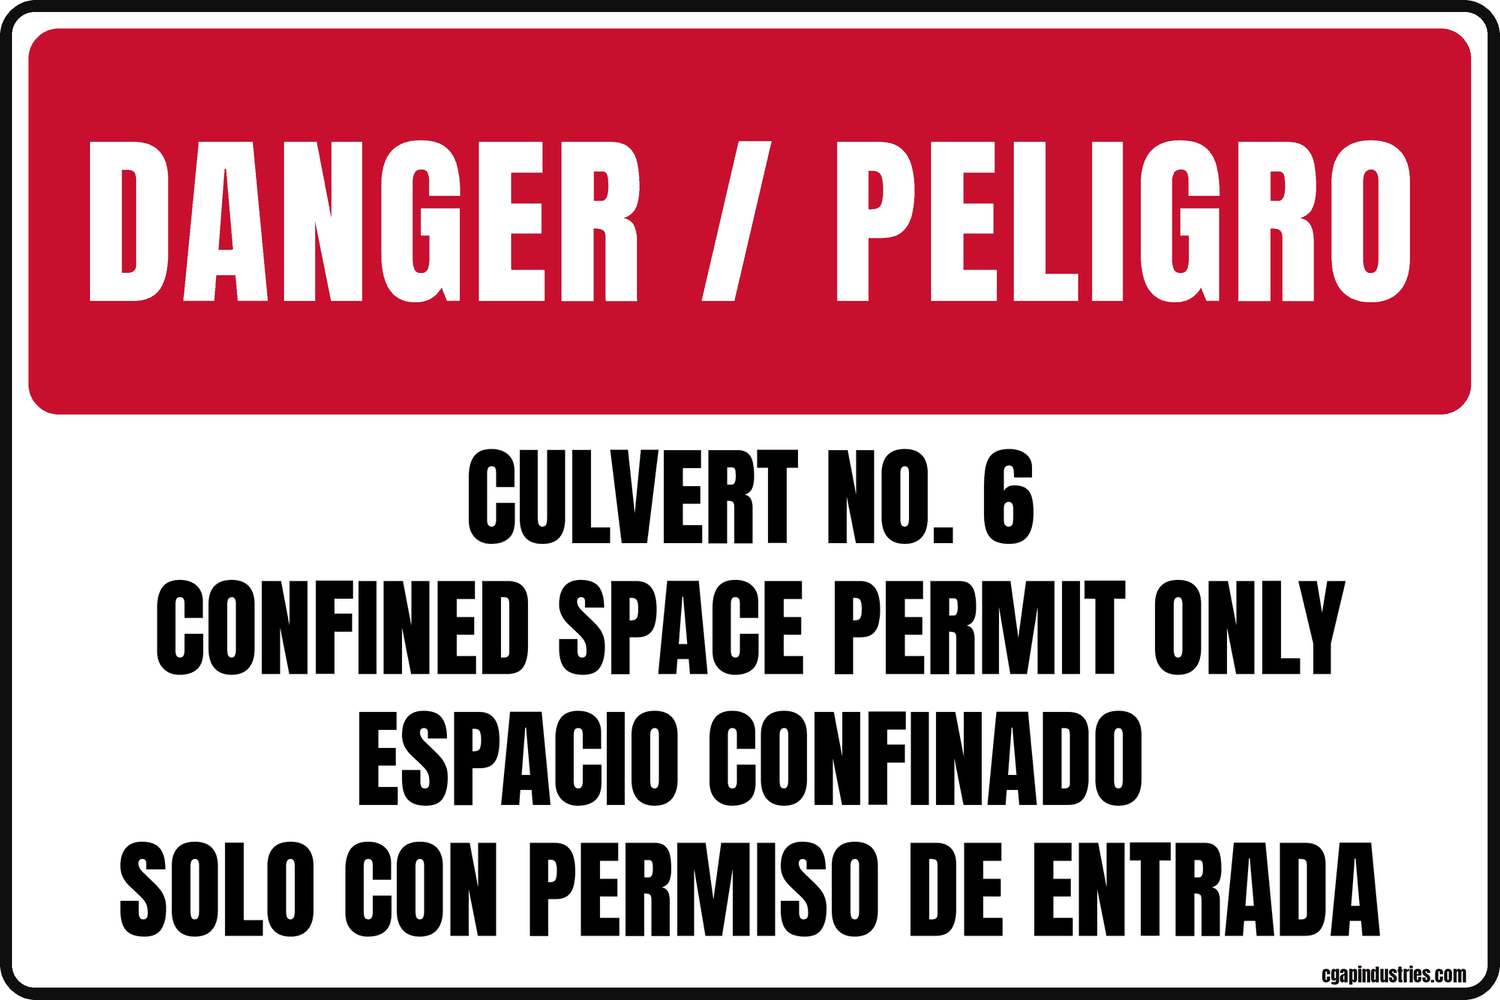 DANGER / PELIGRO
CULVERT NO. 6
CONFINED SPACE PERMIT ONLY
ESPACIO CONFINADO
SOLO CON PERMISO DE ENTRADA
cgapindustries.com